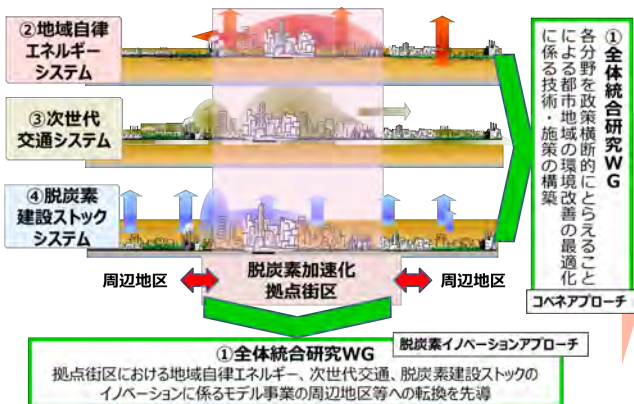 ②地域自律
エネルギー
システム
③次世代
交通システム
④脱炭素
建設ストック
システム
周辺地区
脱炭素加速化
拠点街区
周辺地区
①全体統合研究WG
各分野を政策横断的にとらえること
による都市地域の環境改善の最適化
に係る技術・施策の構築
コベネアプローチ
脱炭素イノベーションアプローチ
①全体統合研究WG
拠点街区における地域自律エネルギー、次世代交通、脱炭素建設ストックの
イノベーションに係るモデル事業の周辺地区等への転換を先導